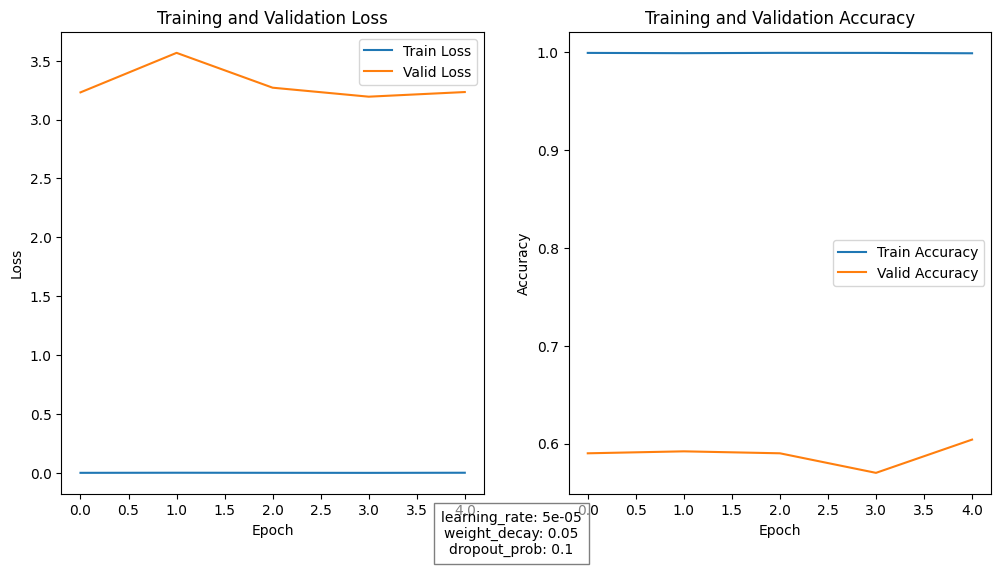 Training and Validation Loss
Train Loss
Valid Loss
3.5
3.0
2.5
2.0
1.5
1.0
0.5
0.0
Loss
0.0 0.5 1.0 1.5 2.0 2.5 3.0 3.5 4.0
Epoch
Training and Validation Accuracy
1.0
0.9
0.8
0.7
0.6
Accuracy
Train Accuracy
Valid Accuracy
0.0 0.5 1.0 1.5 2.0 2.5 3.0 3.5 4.0
Epoch
learning_rate: 5e-05
weight_decay: 0.05
dropout_prob: 0.1